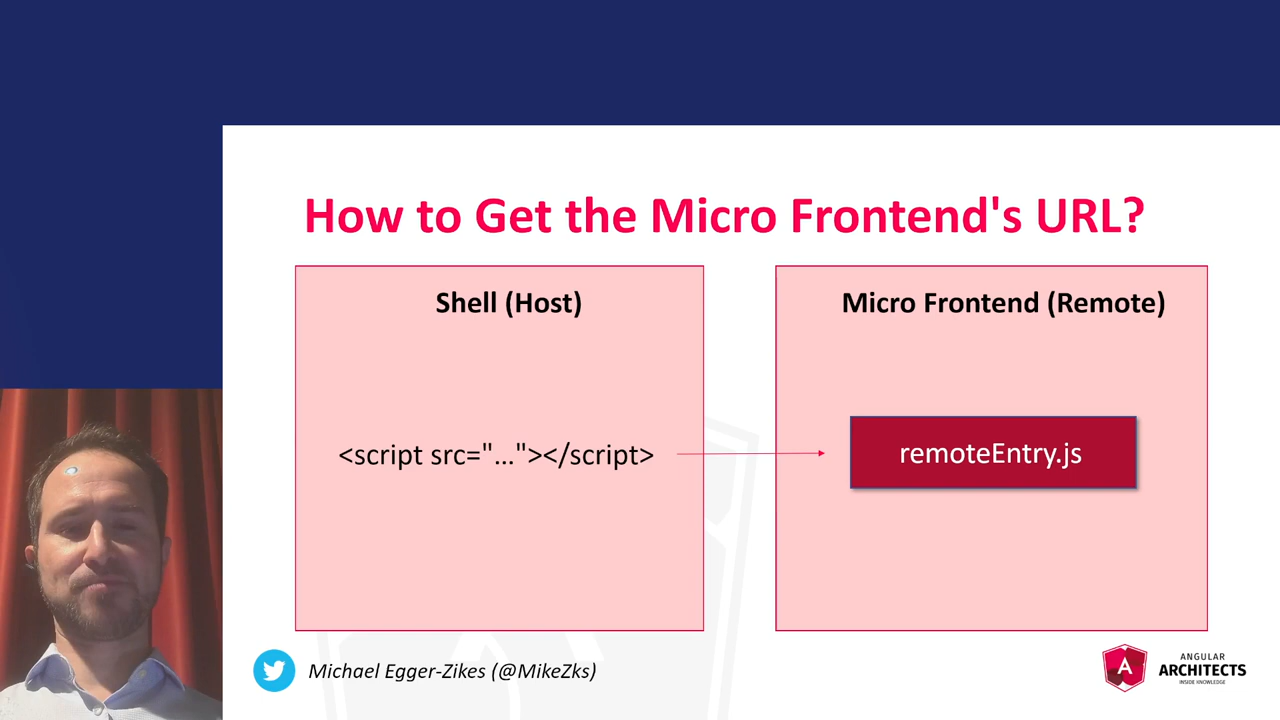 How to Get the Micro Frontend's URL?
Shell (Host)
Micro Frontend (Remote)
<script src="..."></script>
remoteEntry.js
Michael Egger-Zikes (@MikeZks)
A
ANGULAR
ARCHITECTS
INSIDE KNOWLEDGE